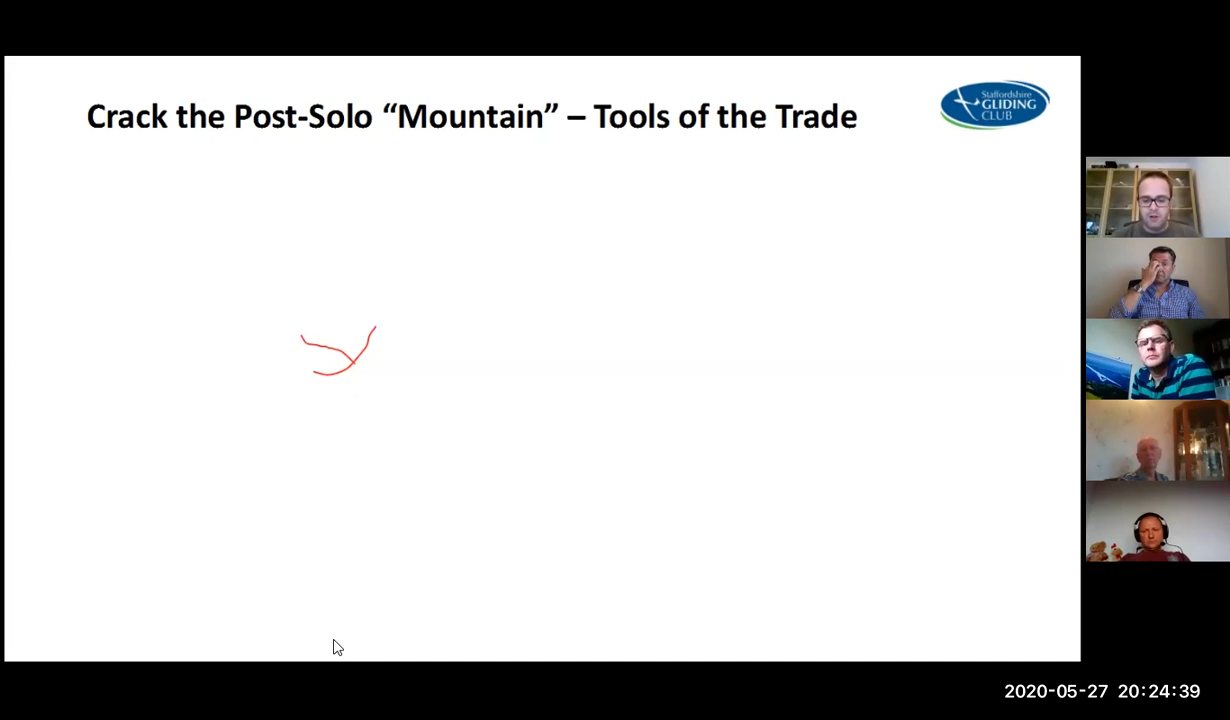 Crack the Post-Solo “Mountain” – Tools of the Trade
Staffordshire
GLIDING
CLUB
2020-05-27 20:24:39